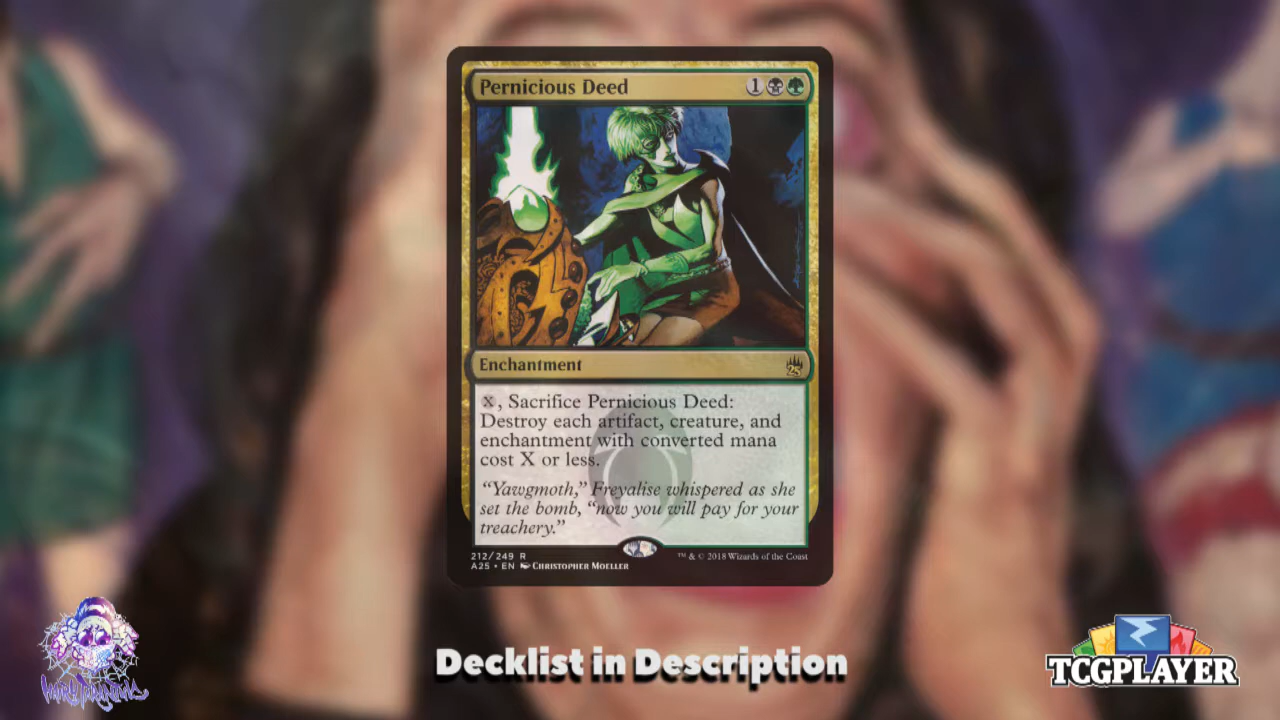 Pernicious Deed
1
Enchantment
25
X, Sacrifice Pernicious Deed:
Destroy each artifact, creature, and
enchantment with converted mana
cost X or less.
“Yawgmoth,” Freyalise whispered as she
set the bomb, “now you will pay for your
treachery.”
212/249 R
™ & © 2018 Wizards of the Coast
A25 • EN Christopher Moeller
Decklist in Description
TCGPLAYER